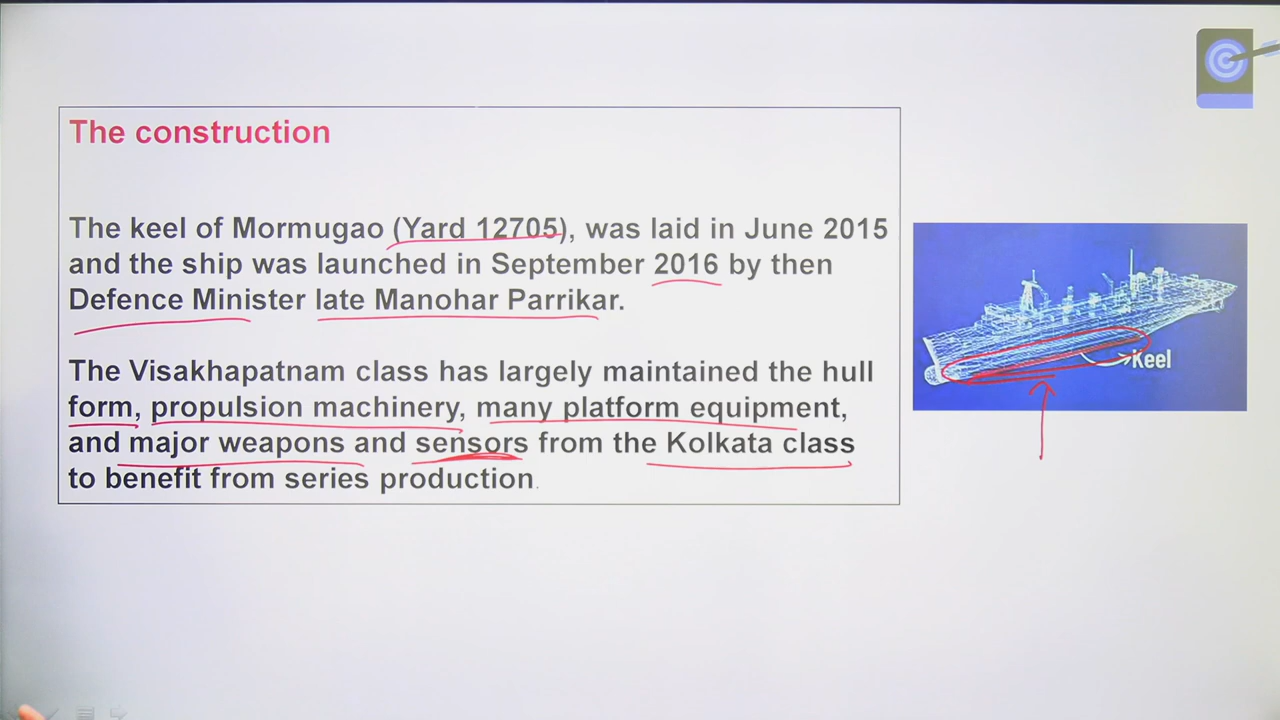 The construction
The keel of Mormugao (Yard 12705), was laid in June 2015
and the ship was launched in September 2016 by then
Defence Minister late Manohar Parrikar.
The Visakhapatnam class has largely maintained the hull
form, propulsion machinery, many platform equipment,
and major weapons and sensors from the Kolkata class
to benefit from series production.
Keel